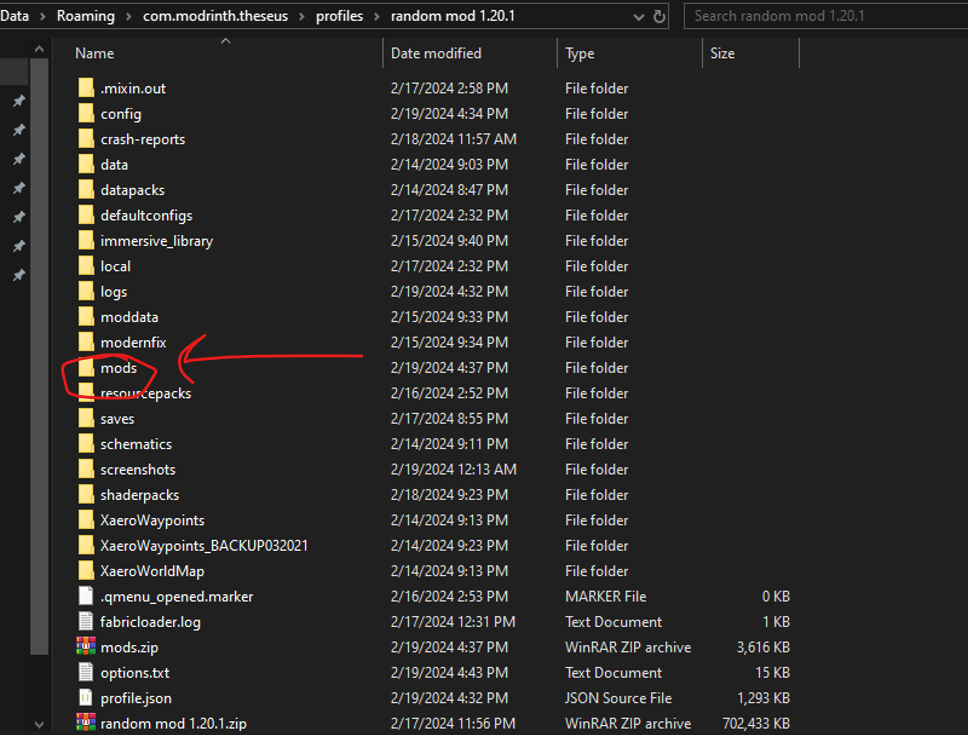 Data > Roaming > com.modrinth.theseus > profiles > random mod 1.20.1 Search random mod 1.20.1
Name Date modified Type Size
.mixin.out 2/17/2024 2:58 PM File folder
config 2/19/2024 4:34 PM File folder
crash-reports 2/18/2024 11:57 AM File folder
data 2/14/2024 9:03 PM File folder
datapacks 2/14/2024 8:47 PM File folder
defaultconfigs 2/17/2024 2:32 PM File folder
immersive_library 2/15/2024 9:40 PM File folder
local 2/17/2024 2:32 PM File folder
logs 2/19/2024 4:32 PM File folder
moddata 2/15/2024 9:33 PM File folder
modernfix 2/15/2024 9:34 PM File folder
mods 2/19/2024 4:37 PM File folder
resourcepacks 2/16/2024 2:52 PM File folder
saves 2/17/2024 8:55 PM File folder
schematics 2/14/2024 9:11 PM File folder
screenshots 2/19/2024 12:13 AM File folder
shaderpacks 2/18/2024 9:23 PM File folder
XaeroWaypoints 2/14/2024 9:13 PM File folder
XaeroWaypoints_BACKUP032021 2/14/2024 9:23 PM File folder
XaeroWorldMap 2/14/2024 9:13 PM File folder
.qmenu_opened.marker 2/16/2024 2:53 PM MARKER File 0 KB
fabricloader.log 2/17/2024 12:31 PM Text Document 1 KB
mods.zip 2/19/2024 4:37 PM WinRAR ZIP archive 3,616 KB
options.txt 2/19/2024 4:43 PM Text Document 15 KB
profile.json 2/19/2024 4:32 PM JSON Source File 1,293 KB
random mod 1.20.1.zip 2/17/2024 11:56 PM WinRAR ZIP archive 702,433 KB